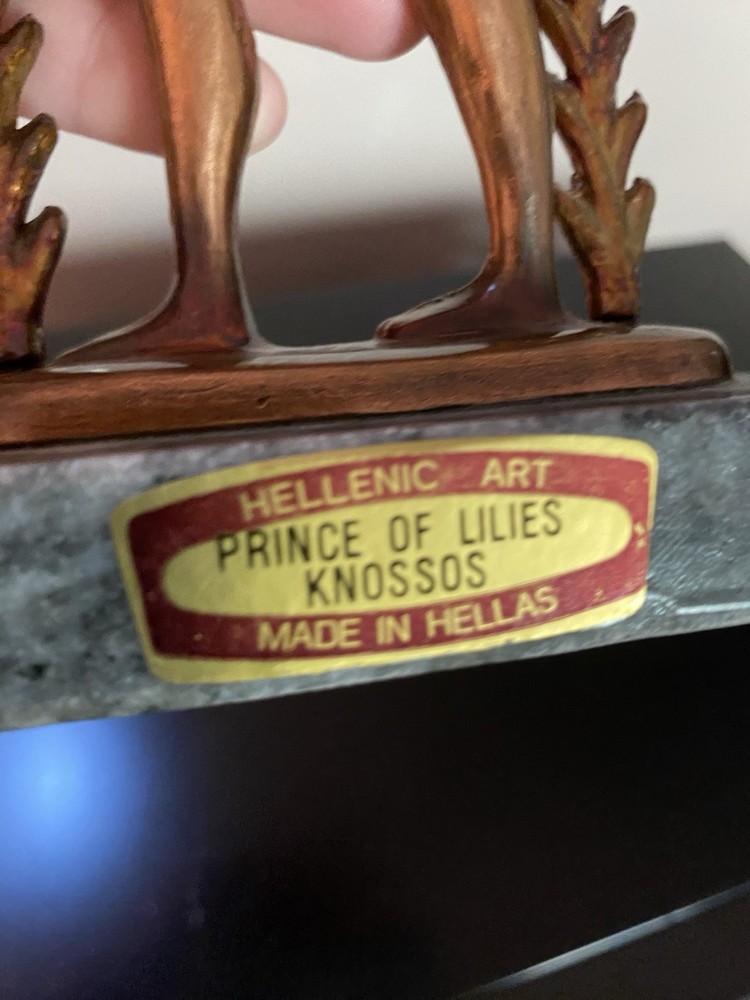 HELLENIC ART
PRINCE OF LILIES
KNOSSOS
MADE IN HELLAS